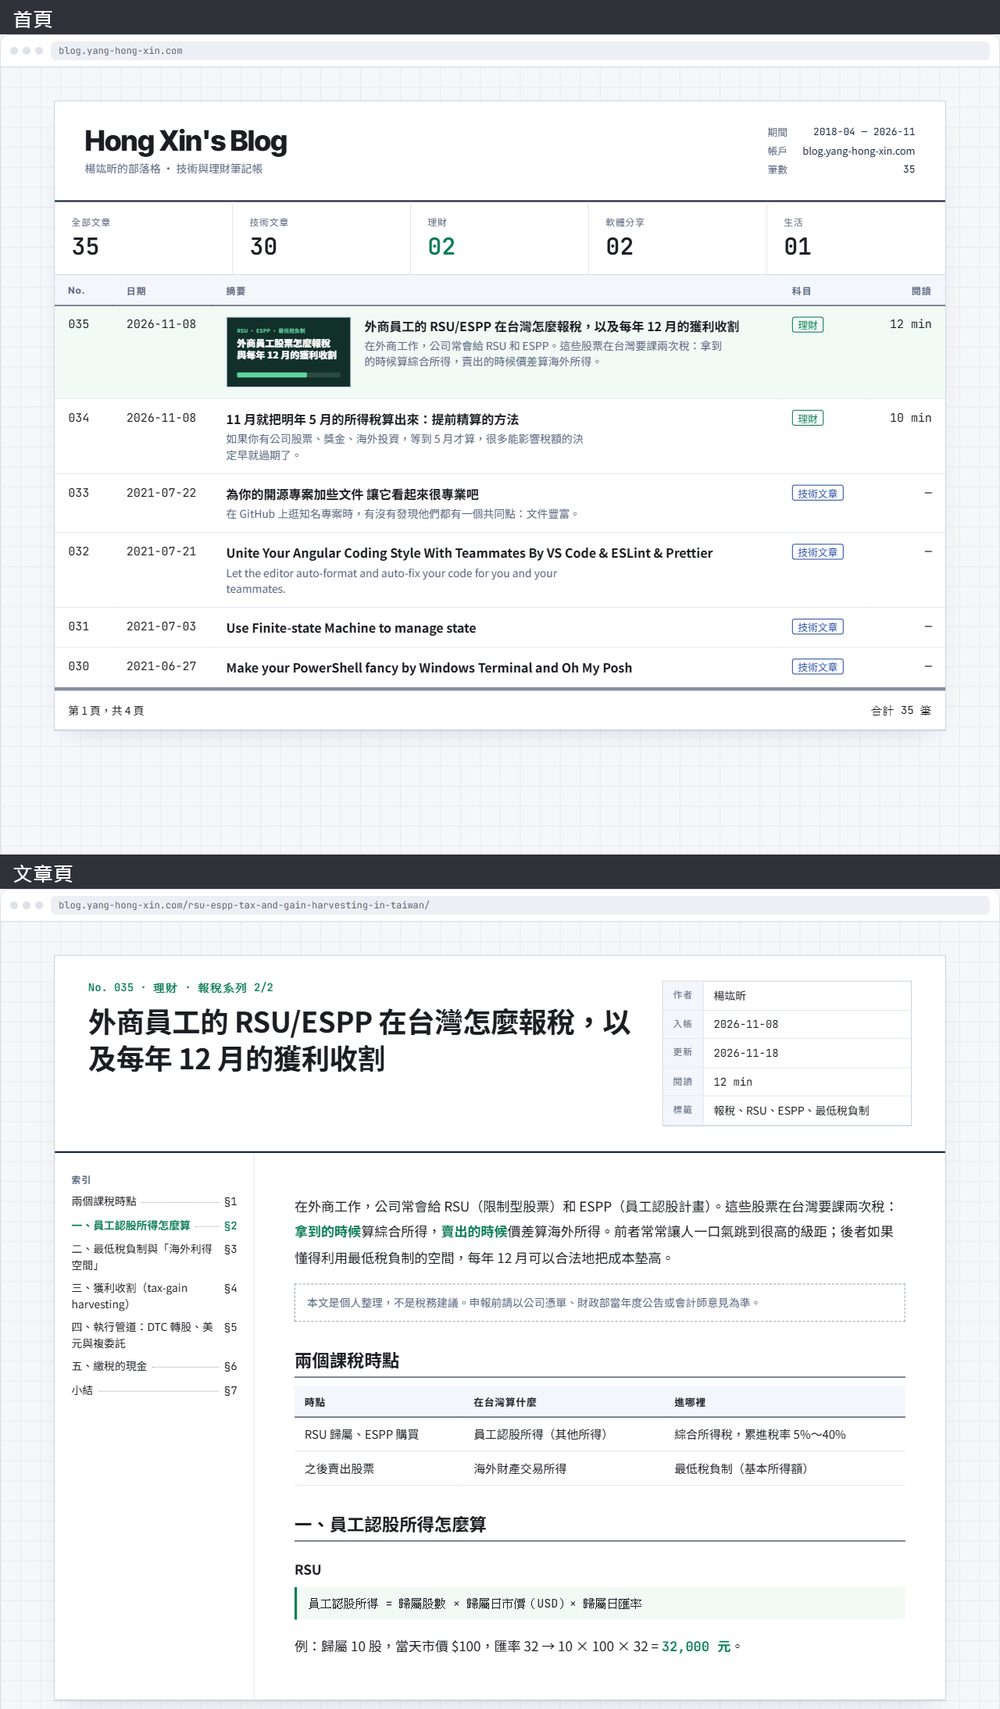 首頁
blog.yang-hong-xin.com
Hong Xin's Blog
楊竑昕的部落格・技術與理財筆記帳
期間 2018-04 — 2026-11
帳戶 blog.yang-hong-xin.com
筆數 35
全部文章 技術文章 理財 軟體分享 生活
35 30 02 02 01
No. 日期 摘要 科目 閱讀
035 2026-11-08
RSU・ESPP・最低稅負制
外商員工股票怎麼報稅
與每年 12 月的獲利收割
外商員工的 RSU/ESPP 在台灣怎麼報稅，以及每年 12 月的獲利收割
在外商工作，公司常會給 RSU 和 ESPP。這些股票在台灣要課兩次稅：拿到
的時候算綜合所得，賣出的時候價差算海外所得。
理財 12 min
034 2026-11-08 11 月就把明年 5 月的所得稅算出來：提前精算的方法 理財 10 min
如果你有公司股票、獎金、海外投資，等到 5 月才算，很多能影響稅額的決
定早就過期了。
033 2021-07-22 為你的開源專案加些文件 讓它看起來很專業吧 技術文章 —
在 GitHub 上逛知名專案時，有沒有發現他們都有一個共同點：文件豐富。
032 2021-07-21 Unite Your Angular Coding Style With Teammates By VS Code & ESLint & Prettier 技術文章 —
Let the editor auto-format and auto-fix your code for you and your
teammates.
031 2021-07-03 Use Finite-state Machine to manage state 技術文章 —
030 2021-06-27 Make your PowerShell fancy by Windows Terminal and Oh My Posh 技術文章 —
第 1 頁，共 4 頁 合計 35 筆
文章頁
blog.yang-hong-xin.com/rsu-espp-tax-and-gain-harvesting-in-taiwan/
No. 035 · 理財 · 報稅系列 2/2
外商員工的 RSU/ESPP 在台灣怎麼報稅，以
及每年 12 月的獲利收割
作者 楊竑昕
入帳 2026-11-08
更新 2026-11-18
閱讀 12 min
標籤 報稅、RSU、ESPP、最低稅負制
索引
兩個課稅時點 §1
一、員工認股所得怎麼算 §2
二、最低稅負制與「海外利得 §3
空間」
三、獲利收割（tax-gain §4
harvesting）
四、執行管道：DTC 轉股、美 §5
元與複委託
五、繳稅的現金 §6
小結 §7
在外商工作，公司常會給 RSU（限制型股票）和 ESPP（員工認股計畫）。這些股票在台灣要課兩次稅：
拿到的時候算綜合所得，賣出的時候價差算海外所得。前者常常讓人一口氣跳到很高的級距；後者如果
懂得利用最低稅負制的空間，每年 12 月可以合法地把成本墊高。
本文是個人整理，不是稅務建議。申報前請以公司憑單、財政部當年度公告或會計師意見為準。
兩個課稅時點
時點 在台灣算什麼 進哪裡
RSU 歸屬、ESPP 購買 員工認股所得（其他所得） 綜合所得稅，累進稅率 5%～40%
之後賣出股票 海外財產交易所得 最低稅負制（基本所得額）
一、員工認股所得怎麼算
RSU
員工認股所得 = 歸屬股數 × 歸屬日市價（USD）× 歸屬日匯率
例：歸屬 10 股，當天市價 $100，匯率 32 → 10 × 100 × 32 = 32,000 元。